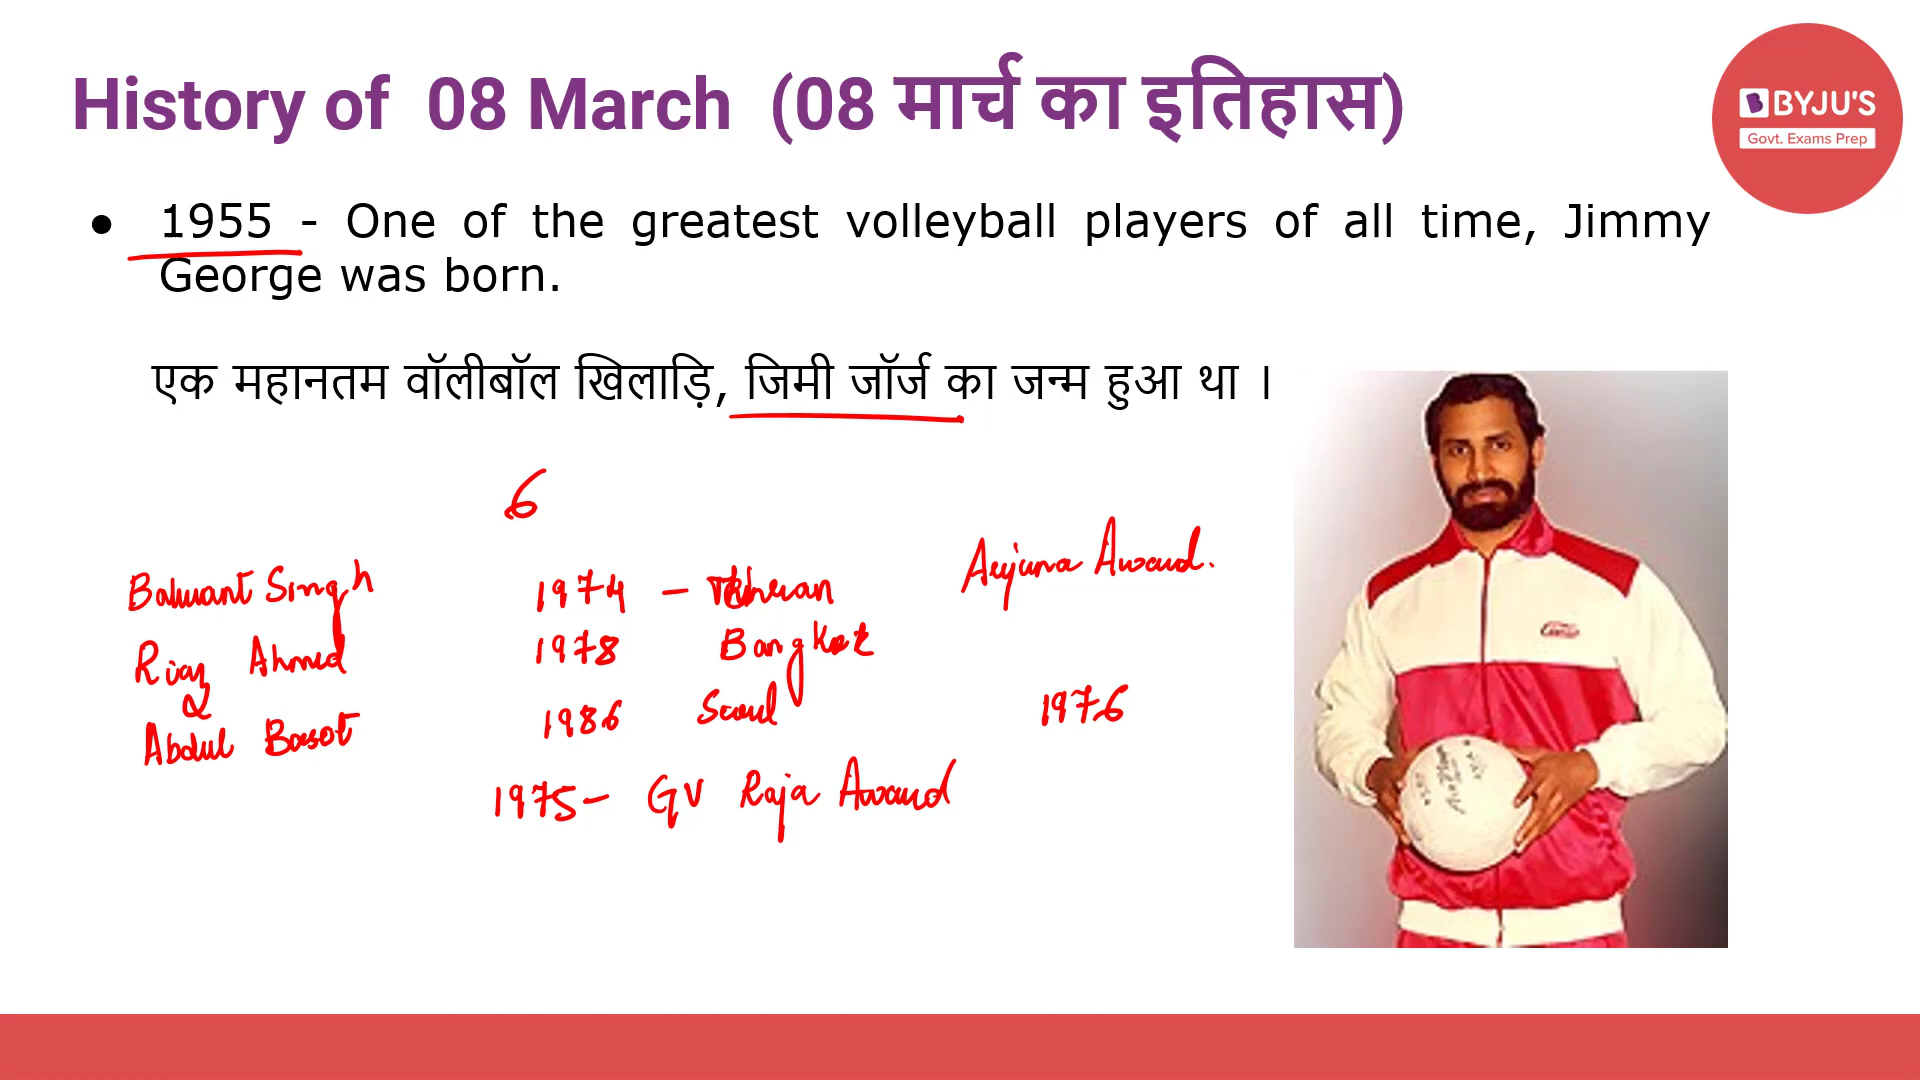 History of 08 March (08 मार्च का इतिहास)
BYJU'S
Govt. Exams Prep
● 1955 - One of the greatest volleyball players of all time, Jimmy
George was born.
एक महानतम वॉलीबॉल खिलाड़ि, जिमी जॉर्ज का जन्म हुआ था ।
6
Arjuna Award.
Balwant Singh 1974 - Tehran
Riaz Ahmed 1978 Bangkok
&
Abdul Basot 1986 Seoul 1976
1975 - GV Raja Award